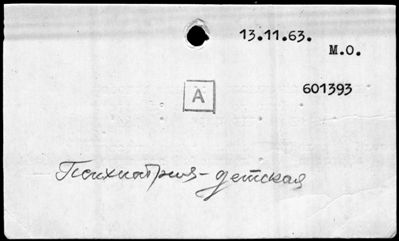 13.11.63.
М.О.
601393
А
Психиатрия-детская